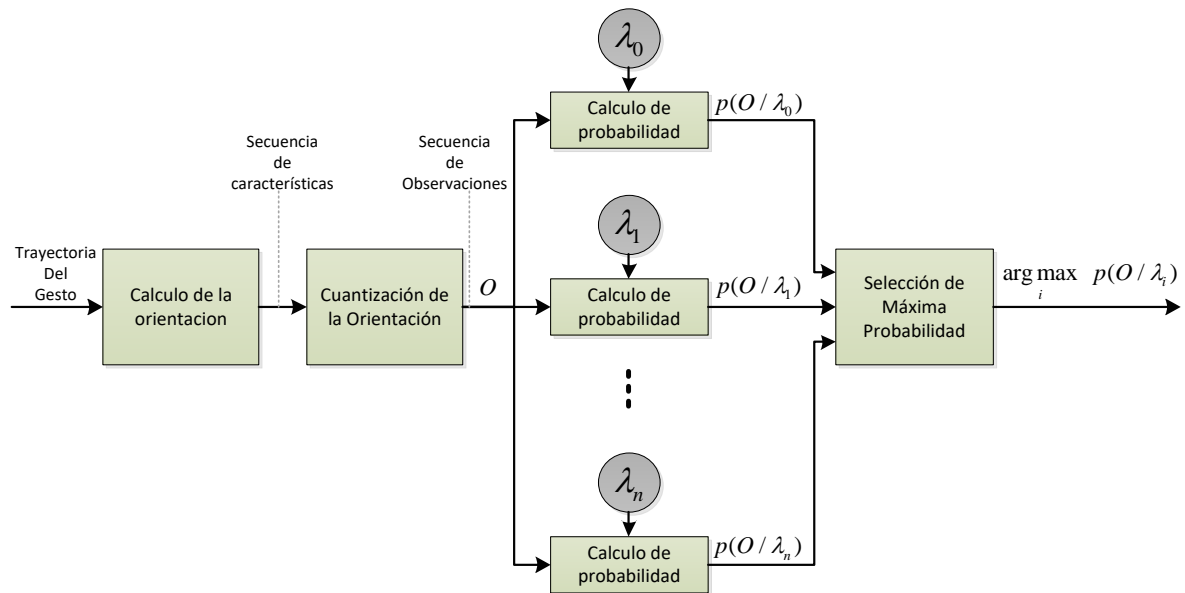 λ₀
Calculo de
probabilidad
p(O / λ₀)
Secuencia
de
características
Secuencia
de
Observaciones
λ₁
Trayectoria
Del
Gesto
Calculo de la
orientacion
Cuantización de
la Orientación
O
Calculo de
probabilidad
p(O / λ₁)
Selección de
Máxima
Probabilidad
arg max p(O / λᵢ)
i
λₙ
Calculo de
probabilidad
p(O / λₙ)